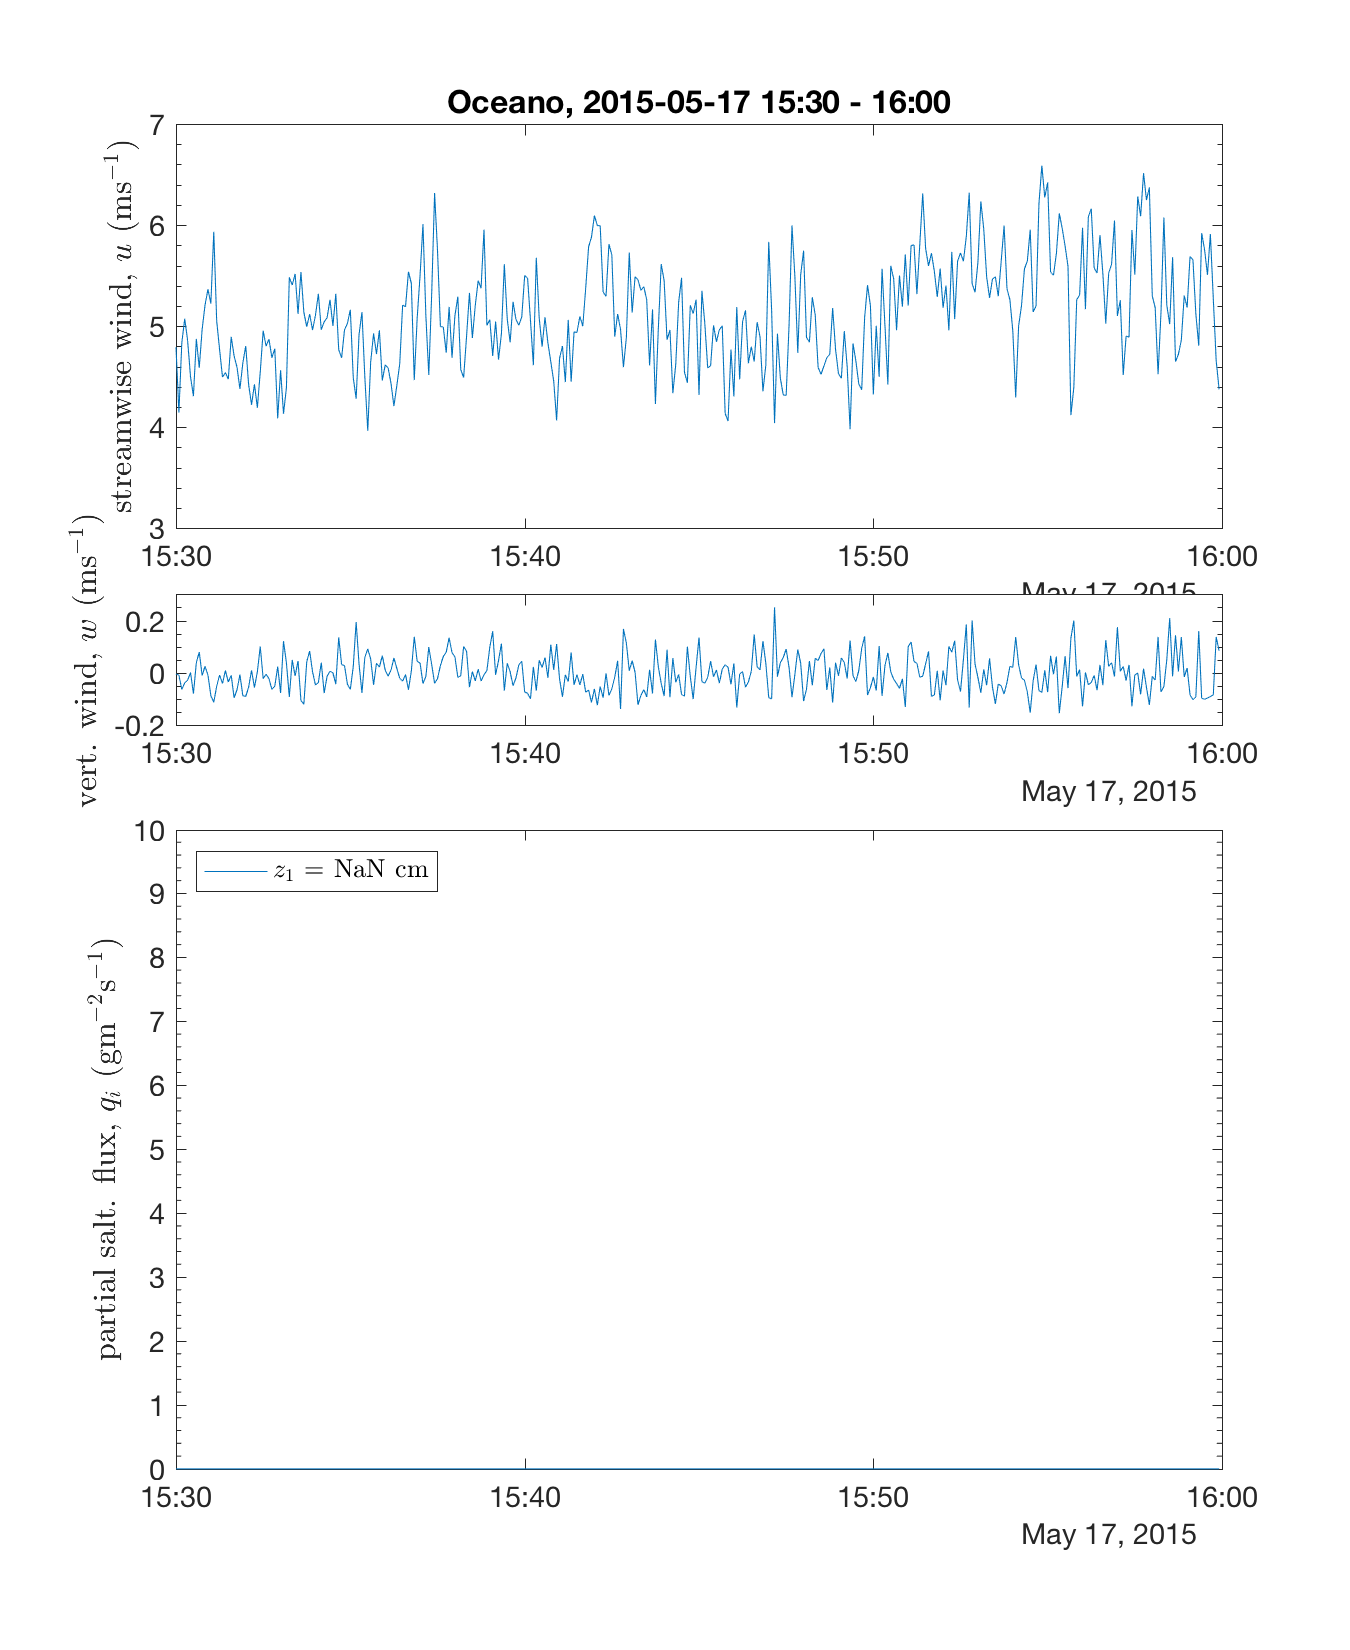 Oceano, 2015-05-17 15:30 - 16:00
streamwise wind, u (ms⁻¹)
7
6
5
4
3
15:30 15:40 15:50 16:00
May 17, 2015
vert. wind, w (ms⁻¹)
0.2
0
-0.2
15:30 15:40 15:50 16:00
May 17, 2015
partial salt. flux, qᵢ (gm⁻²s⁻¹)
10
9
8
7
6
5
4
3
2
1
0
z₁ = NaN cm
15:30 15:40 15:50 16:00
May 17, 2015